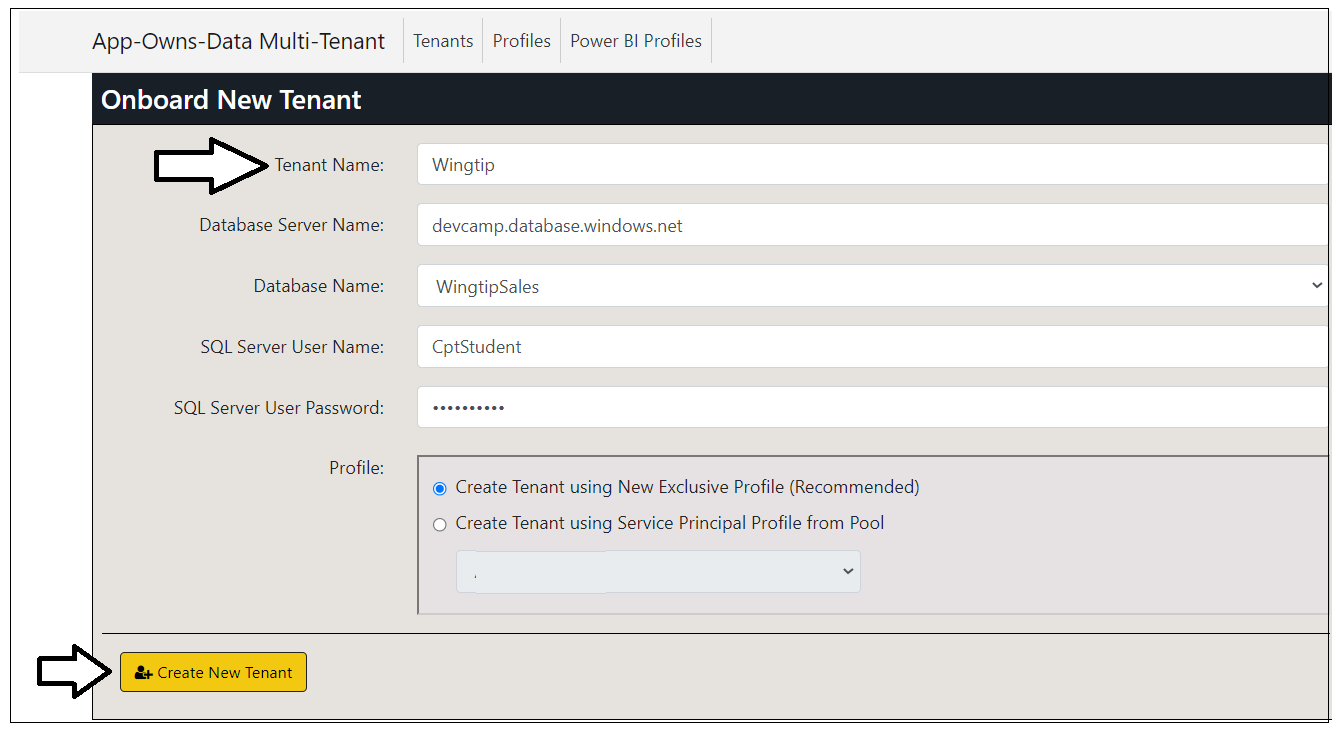 App-Owns-Data Multi-Tenant Tenants Profiles Power BI Profiles
Onboard New Tenant
Tenant Name: Wingtip
Database Server Name: devcamp.database.windows.net
Database Name: WingtipSales
SQL Server User Name: CptStudent
SQL Server User Password: ••••••••••
Profile:
Create Tenant using New Exclusive Profile (Recommended)
Create Tenant using Service Principal Profile from Pool
Create New Tenant